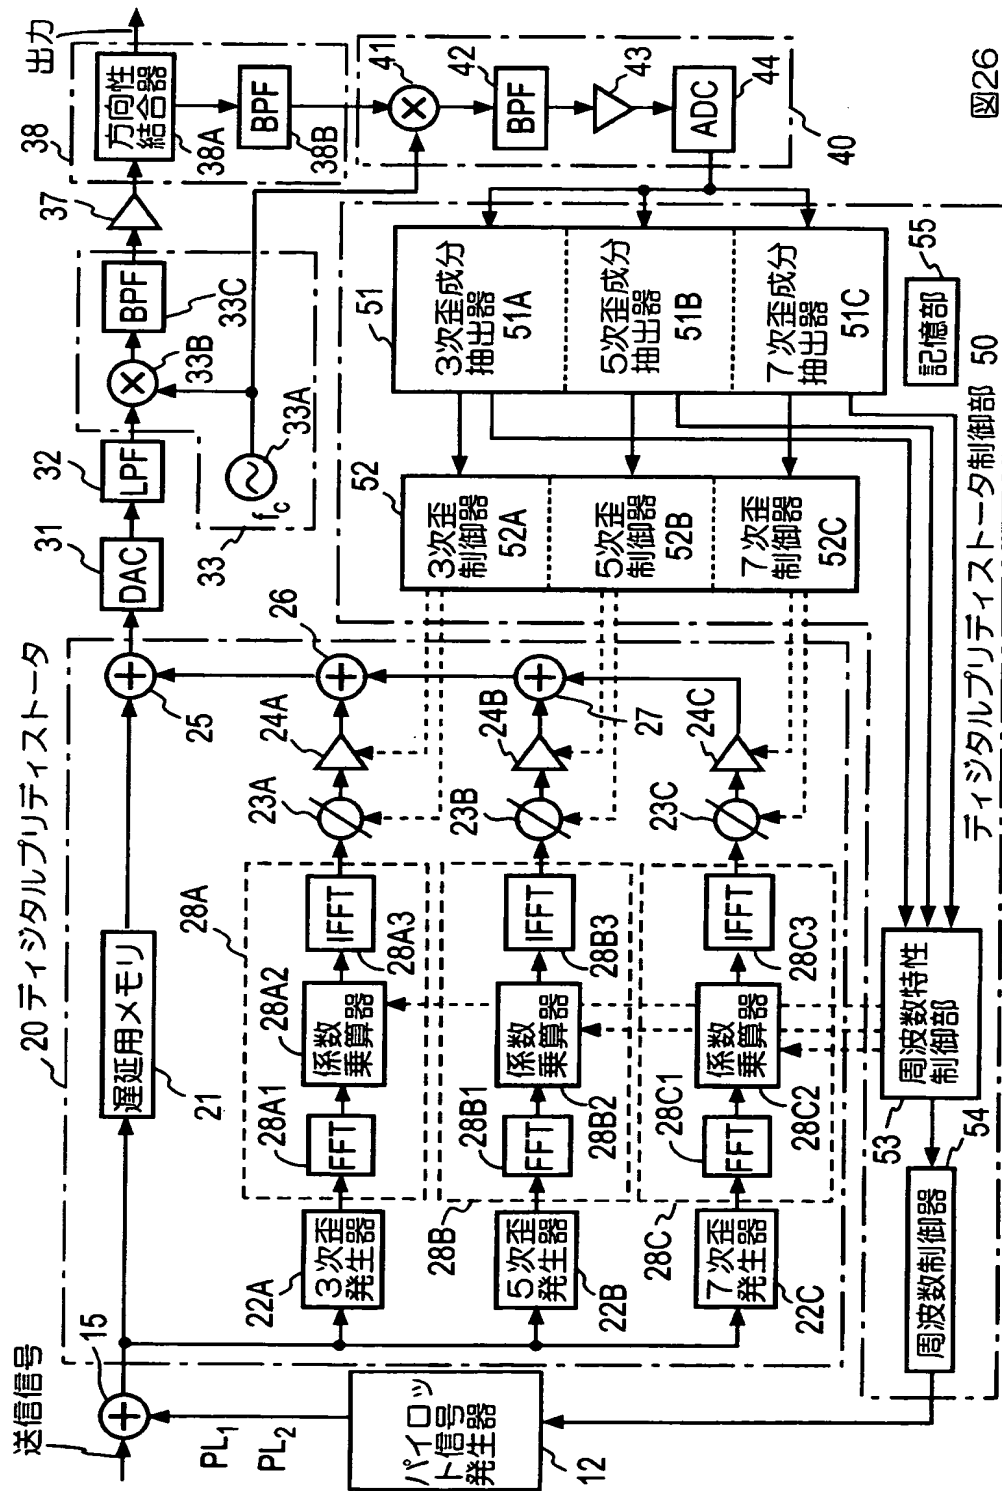 送信信号
15
PL1
PL2
パイロッ
ト信号
発生器
12
20 ディジタルプリディストータ
遅延用メモリ
21
25
22A
3次歪
発生器
28A1
FFT
28A2
係数
乗算器
28A
IFFT
28A3
23A
24A
26
28B
5次歪
発生器
22B
28B1
FFT
係数
乗算器
28B2
IFFT
28B3
23B
24B
27
28C
7次歪
発生器
22C
28C1
FFT
係数
乗算器
28C2
IFFT
28C3
23C
24C
31
DAC
32
LPF
33
fc
33A
33B
BPF
33C
37
38
方向性
結合器
38A
BPF
38B
出力
41
42
BPF
43
ADC
44
40
51
3次歪成分
抽出器
51A
5次歪成分
抽出器
51B
7次歪成分
抽出器
51C
52
3次歪
制御器
52A
5次歪
制御器
52B
7次歪
制御器
52C
周波数特性
制御部
53
54
周波数制御器
55
記憶部
ディジタルプリディストータ制御部 50
図26